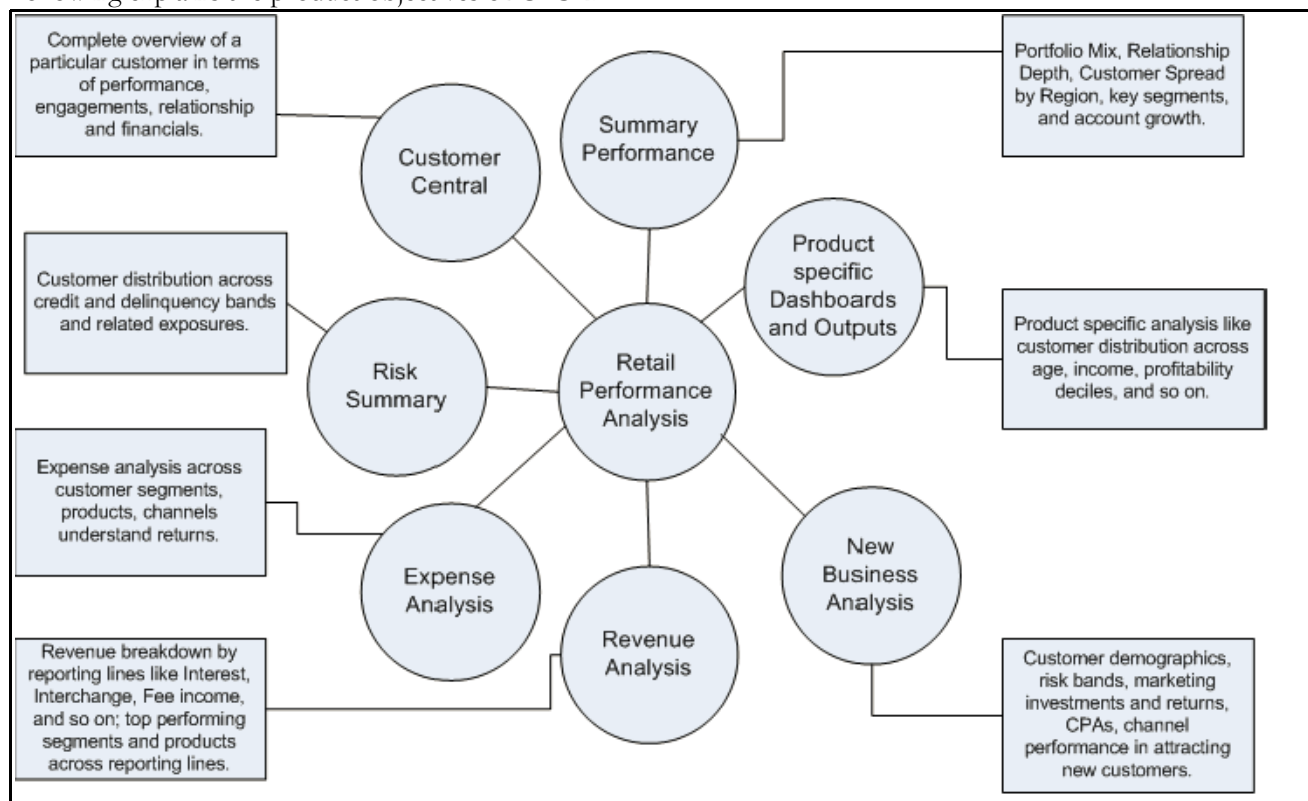 Complete overview of a
particular customer in terms
of performance,
engagements, relationship
and financials.
Customer
Central
Summary
Performance
Portfolio Mix, Relationship
Depth, Customer Spread
by Region, key segments,
and account growth.
Customer distribution across
credit and delinquency bands
and related exposures.
Risk
Summary
Retail
Performance
Analysis
Product
specific
Dashboards
and Outputs
Product specific analysis like
customer distribution across
age, income, profitability
deciles, and so on.
Expense analysis across
customer segments,
products, channels
understand returns.
Expense
Analysis
Revenue
Analysis
New
Business
Analysis
Revenue breakdown by
reporting lines like Interest,
Interchange, Fee income,
and so on; top performing
segments and products
across reporting lines.
Customer demographics,
risk bands, marketing
investments and returns,
CPAs, channel
performance in attracting
new customers.